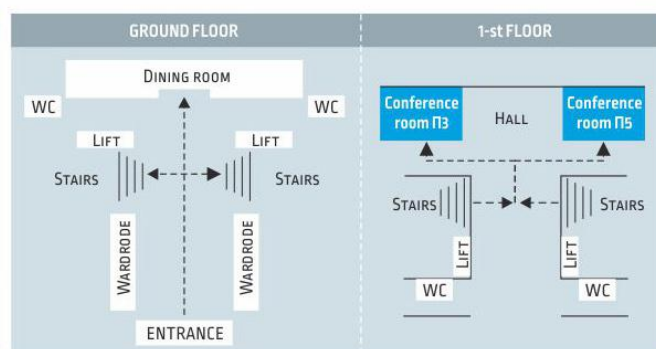 GROUND FLOOR
DINING ROOM
WC
WC
LIFT
LIFT
STAIRS
STAIRS
WARDRODE
WARDRODE
ENTRANCE
1-st FLOOR
Conference
room П3
HALL
Conference
room П5
STAIRS
STAIRS
LIFT
LIFT
WC
WC